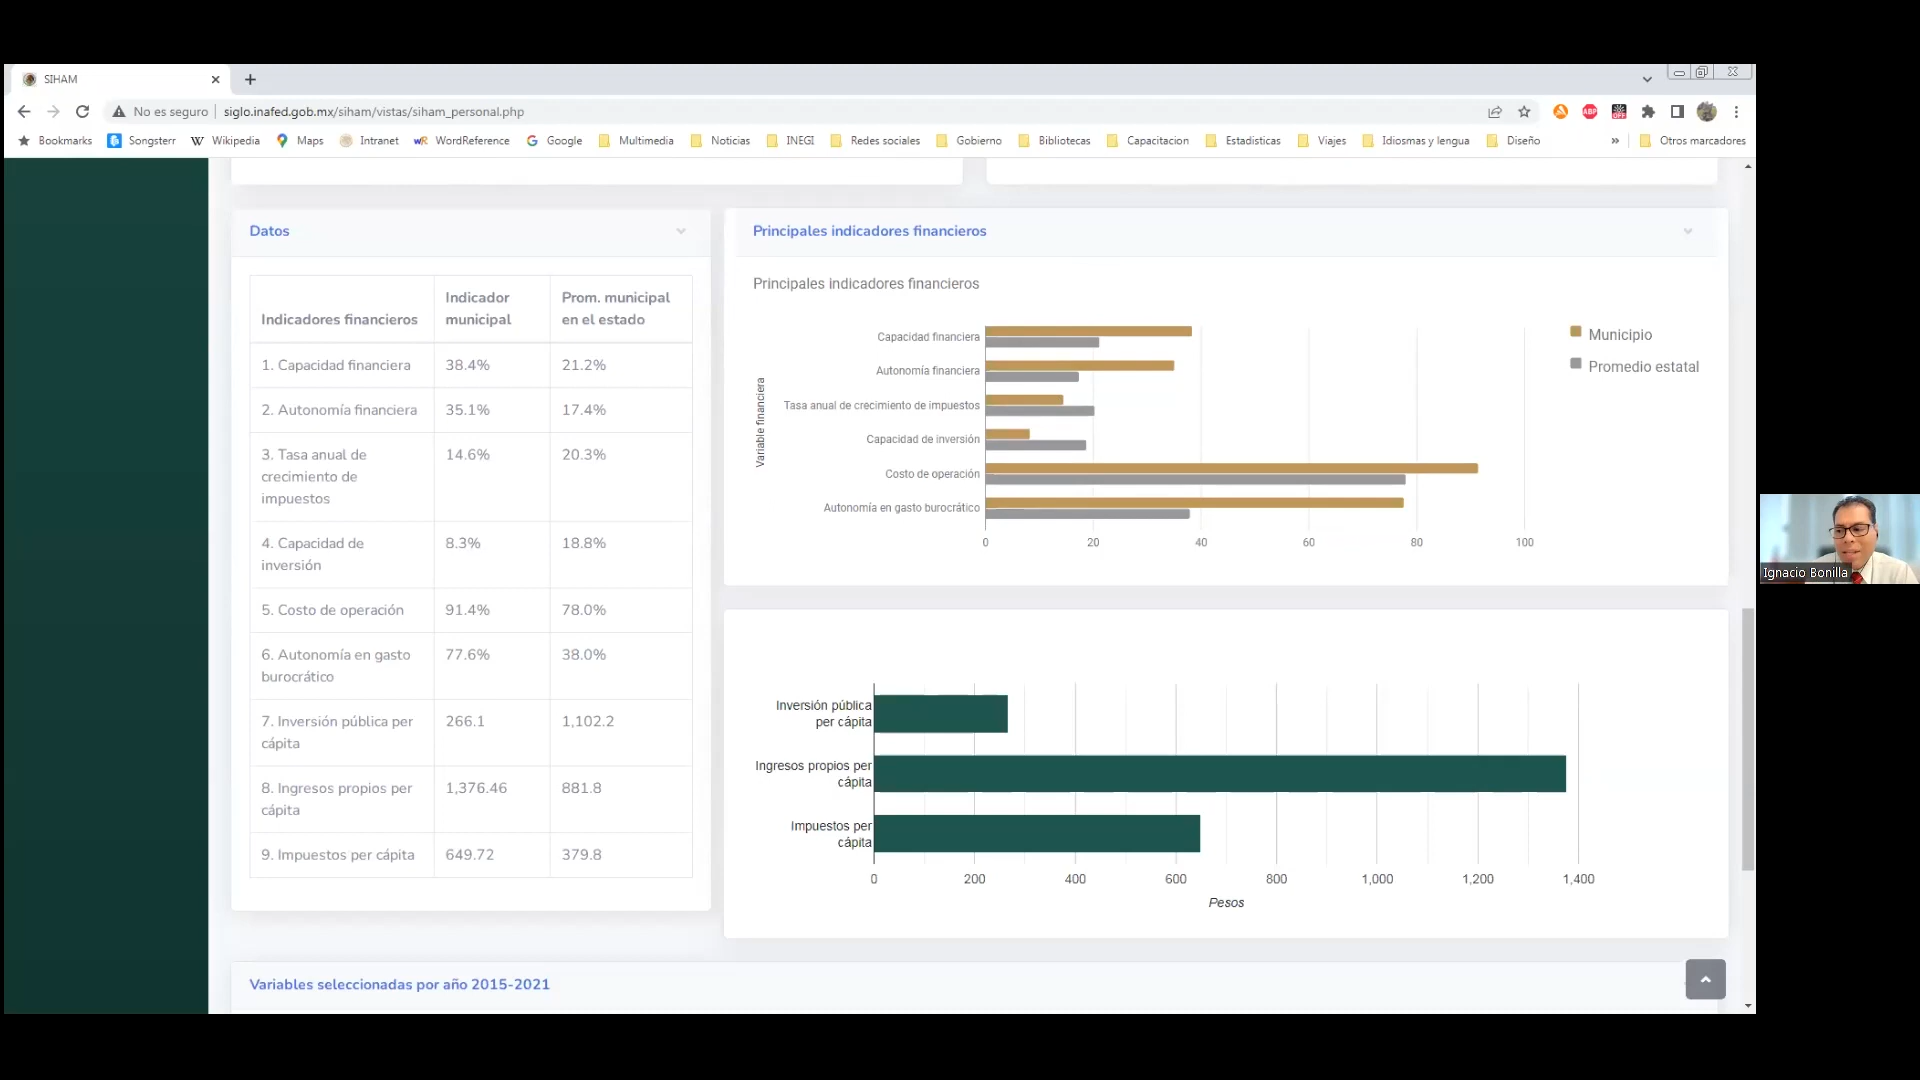 SIHAM
No es seguro
siglo.inafed.gob.mx/siham/vistas/siham_personal.php
Bookmarks Songsterr Wikipedia Maps Intranet WordReference Google Multimedia Noticias INEGI Redes sociales Gobierno Bibliotecas Capacitacion Estadisticas Viajes Idiosmas y lengua Diseño » Otros marcadores
Datos
Indicadores financieros Indicador municipal Prom. municipal en el estado
1. Capacidad financiera 38.4% 21.2%
2. Autonomía financiera 35.1% 17.4%
3. Tasa anual de 14.6% 20.3%
crecimiento de
impuestos
4. Capacidad de 8.3% 18.8%
inversión
5. Costo de operación 91.4% 78.0%
6. Autonomía en gasto 77.6% 38.0%
burocrático
7. Inversión pública per 266.1 1,102.2
cápita
8. Ingresos propios per 1,376.46 881.8
cápita
9. Impuestos per cápita 649.72 379.8
Principales indicadores financieros
Principales indicadores financieros
Variable financiera
Capacidad financiera
Autonomía financiera
Tasa anual de crecimiento de impuestos
Capacidad de inversión
Costo de operación
Autonomía en gasto burocrático
0 20 40 60 80 100
Municipio
Promedio estatal
Inversión pública
per cápita
Ingresos propios per
cápita
Impuestos per
cápita
0 200 400 600 800 1,000 1,200 1,400
Pesos
Variables seleccionadas por año 2015-2021
Ignacio Bonilla